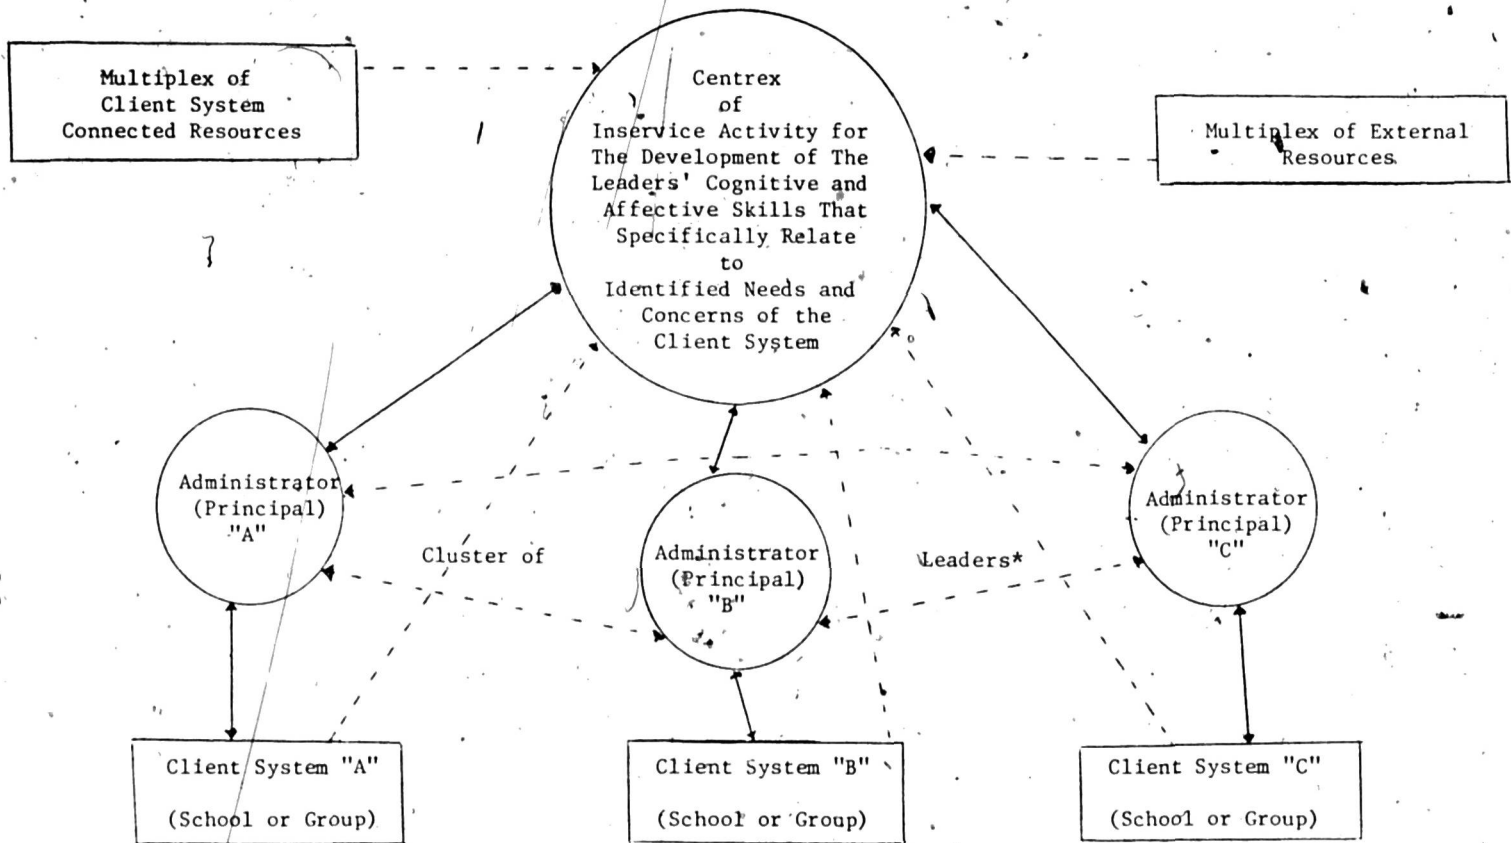 Multiplex of
Client System
Connected Resources
Centrex
of
Inservice Activity for
The Development of The
Leaders' Cognitive and
Affective Skills That
Specifically Relate
to
Identified Needs and
Concerns of the
Client System
Multiplex of External
Resources
Administrator
(Principal)
"A"
Cluster of
Administrator
(Principal)
"B"
Leaders*
Administrator
(Principal)
"C"
Client System "A"
(School or Group)
Client System "B"
(School or Group)
Client System "C"
(School or Group)